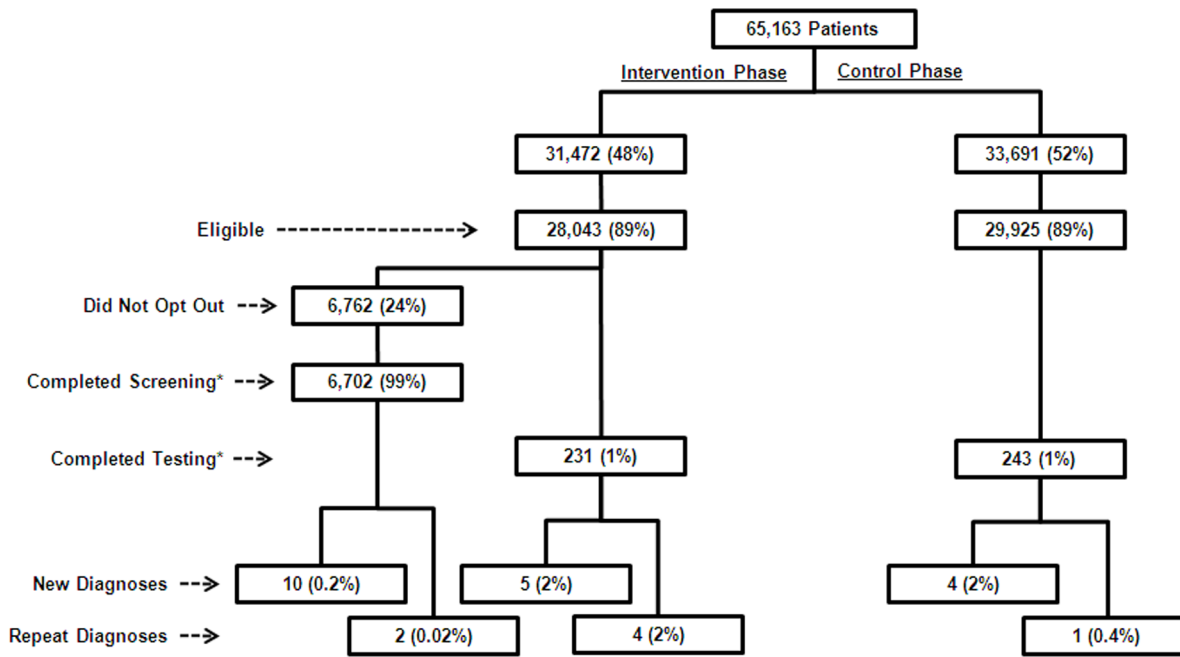 65,163 Patients
Intervention Phase
Control Phase
31,472 (48%)
33,691 (52%)
Eligible
28,043 (89%)
29,925 (89%)
Did Not Opt Out
6,762 (24%)
Completed Screening*
6,702 (99%)
Completed Testing*
231 (1%)
243 (1%)
New Diagnoses
10 (0.2%)
5 (2%)
4 (2%)
Repeat Diagnoses
2 (0.02%)
4 (2%)
1 (0.4%)